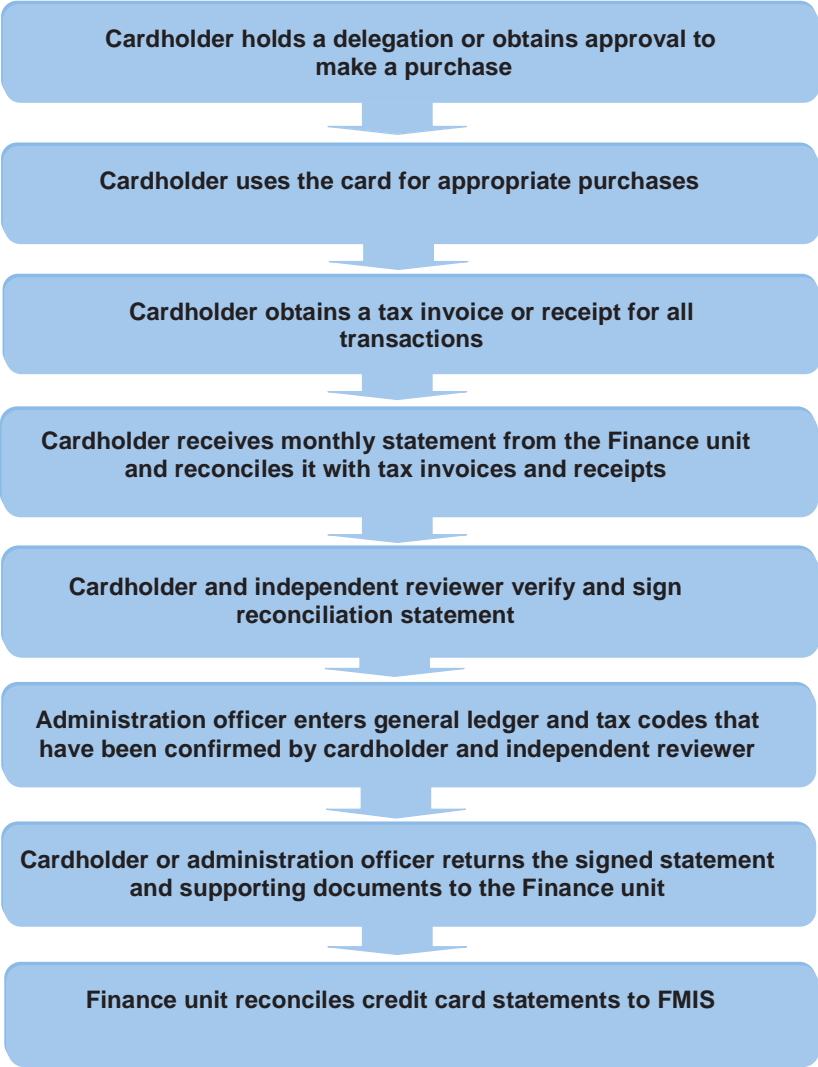 Cardholder holds a delegation or obtains approval to
make a purchase
Cardholder uses the card for appropriate purchases
Cardholder obtains a tax invoice or receipt for all
transactions
Cardholder receives monthly statement from the Finance unit
and reconciles it with tax invoices and receipts
Cardholder and independent reviewer verify and sign
reconciliation statement
Administration officer enters general ledger and tax codes that
have been confirmed by cardholder and independent reviewer
Cardholder or administration officer returns the signed statement
and supporting documents to the Finance unit
Finance unit reconciles credit card statements to FMIS